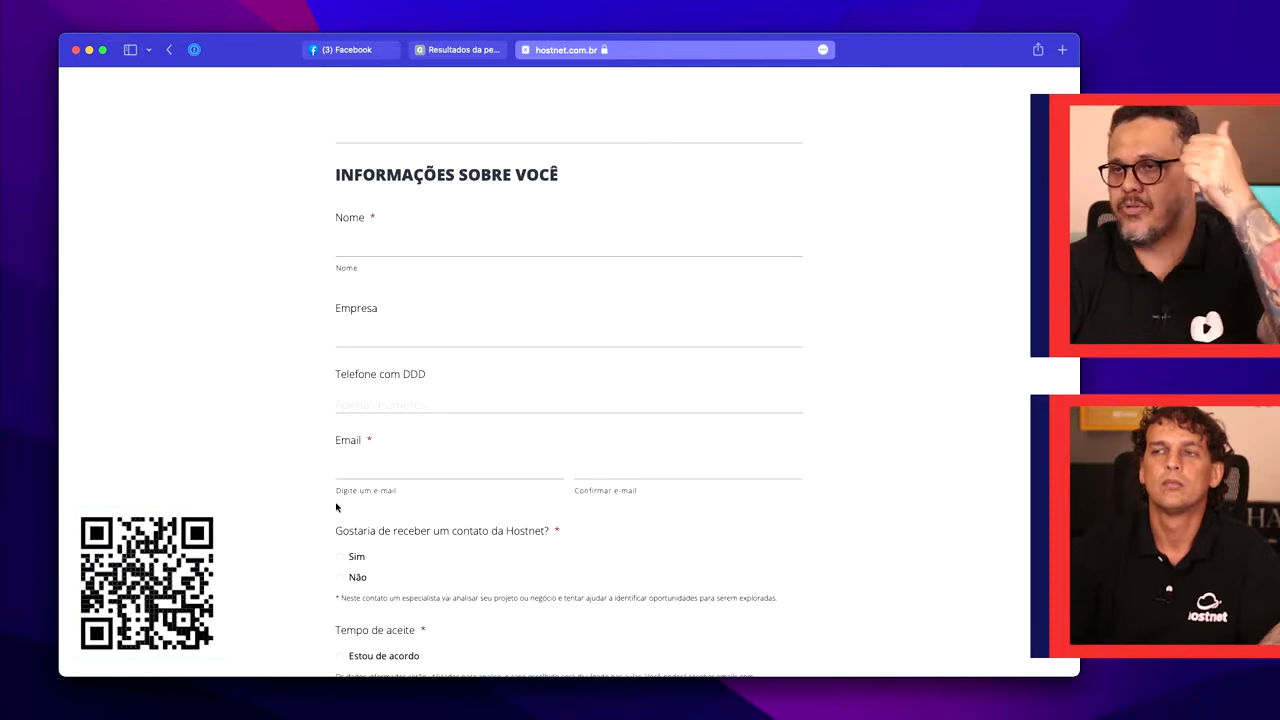 (3) Facebook
Resultados da pe...
hostnet.com.br
INFORMAÇÕES SOBRE VOCÊ
Nome *
Nome
Empresa
Telefone com DDD
Apenas números
Email *
Digite um e-mail
Confirmar e-mail
Gostaria de receber um contato da Hostnet? *
Sim
Não
* Neste contato um especialista vai analisar seu projeto ou negócio e tentar ajudar a identificar oportunidades para serem exploradas.
Tempo de aceite *
Estou de acordo
HA
hostnet